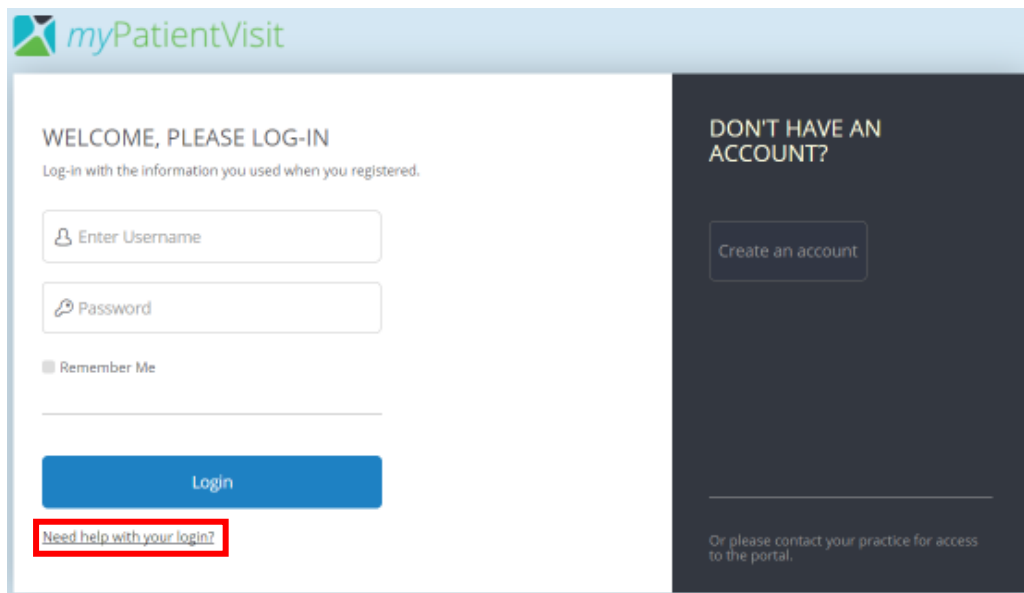 myPatientVisit
WELCOME, PLEASE LOG-IN
Log-in with the information you used when you registered.
Enter Username
Password
Remember Me
Login
Need help with your login?
DON'T HAVE AN
ACCOUNT?
Create an account
Or please contact your practice for access
to the portal.